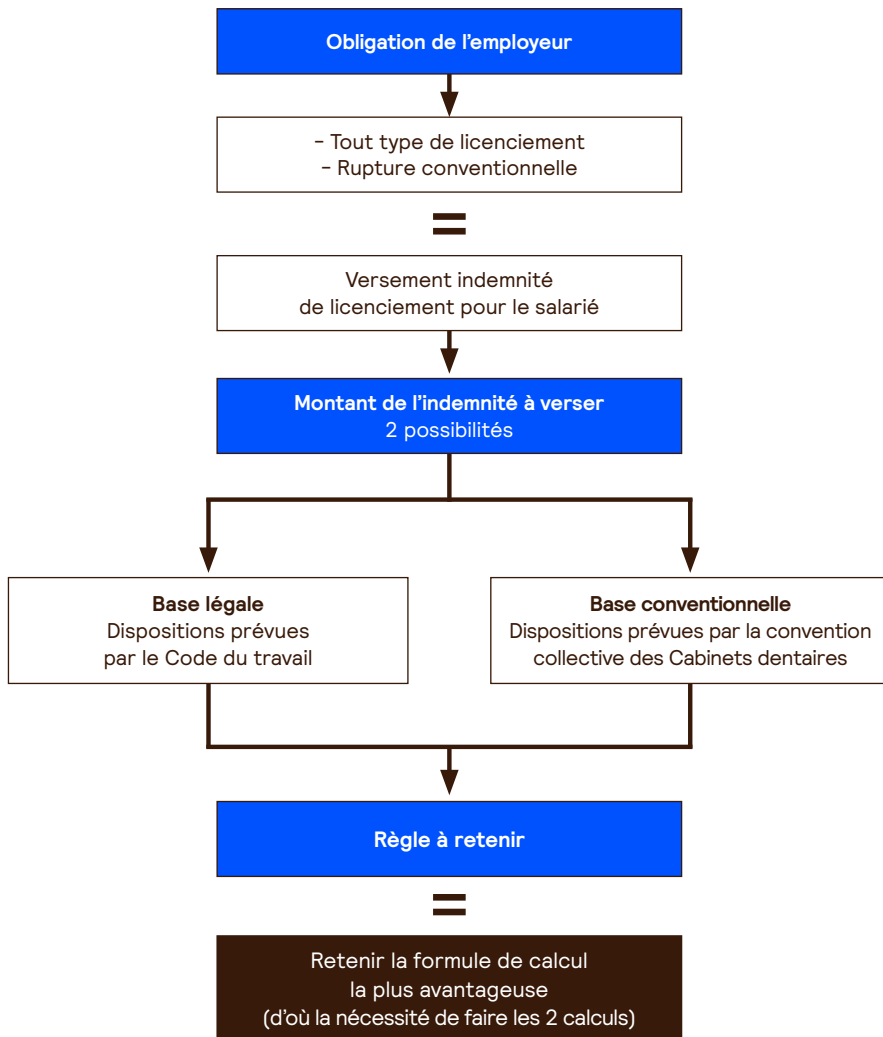 Obligation de l’employeur
- Tout type de licenciement
- Rupture conventionnelle
=
Versement indemnité
de licenciement pour le salarié
Montant de l’indemnité à verser
2 possibilités
Base légale
Dispositions prévues
par le Code du travail
Base conventionnelle
Dispositions prévues par la convention
collective des Cabinets dentaires
Règle à retenir
=
Retenir la formule de calcul
la plus avantageuse
(d’où la nécessité de faire les 2 calculs)